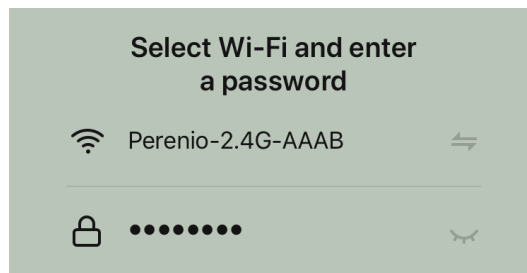 Select Wi-Fi and enter
a password
Perenio-2.4G-AAAB
••••••••